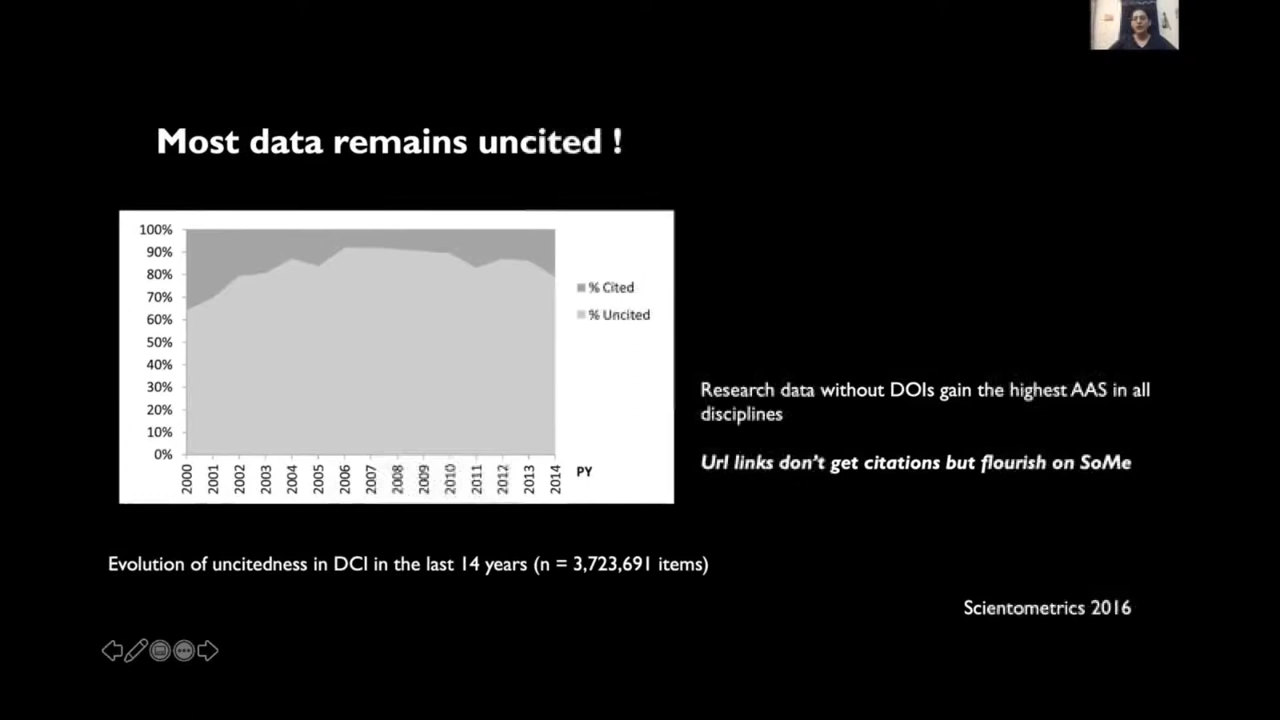 Most data remains uncited !
100%
90%
80%
70%
60%
50%
40%
30%
20%
10%
0%
2000 2001 2002 2003 2004 2005 2006 2007 2008 2009 2010 2011 2012 2013 2014 PY
% Cited
% Uncited
Research data without DOIs gain the highest AAS in all
disciplines
Url links don't get citations but flourish on SoMe
Evolution of uncitedness in DCI in the last 14 years (n = 3,723,691 items)
Scientometrics 2016